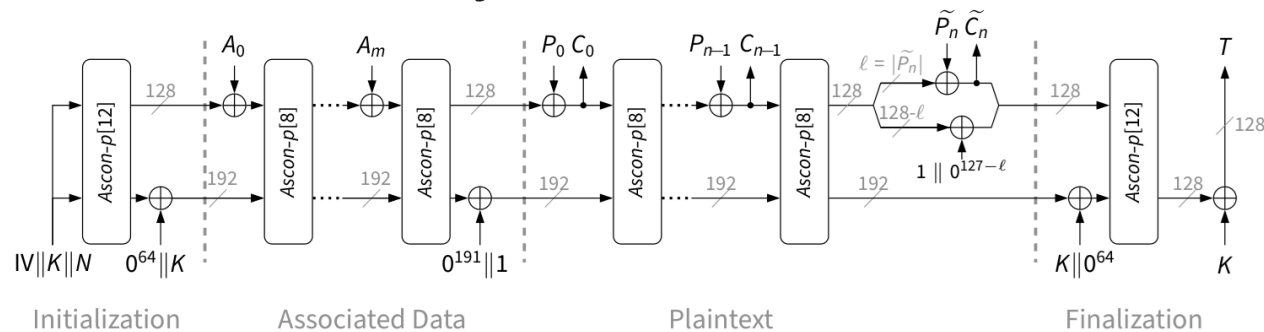 A₀ Aₘ P₀ C₀ Pₙ₋₁ Cₙ₋₁ P̃ₙ C̃ₙ T
ℓ = |P̃ₙ|
128 128 128 128 128
128-ℓ 128
Ascon-p[12] Ascon-p[8] Ascon-p[8] Ascon-p[8] Ascon-p[8] Ascon-p[12]
1 ∥ 0¹²⁷⁻ℓ
192 192 192 192 192 128
IV∥K∥N 0⁶⁴∥K 0¹⁹¹∥1 K∥0⁶⁴ K
Initialization Associated Data Plaintext Finalization